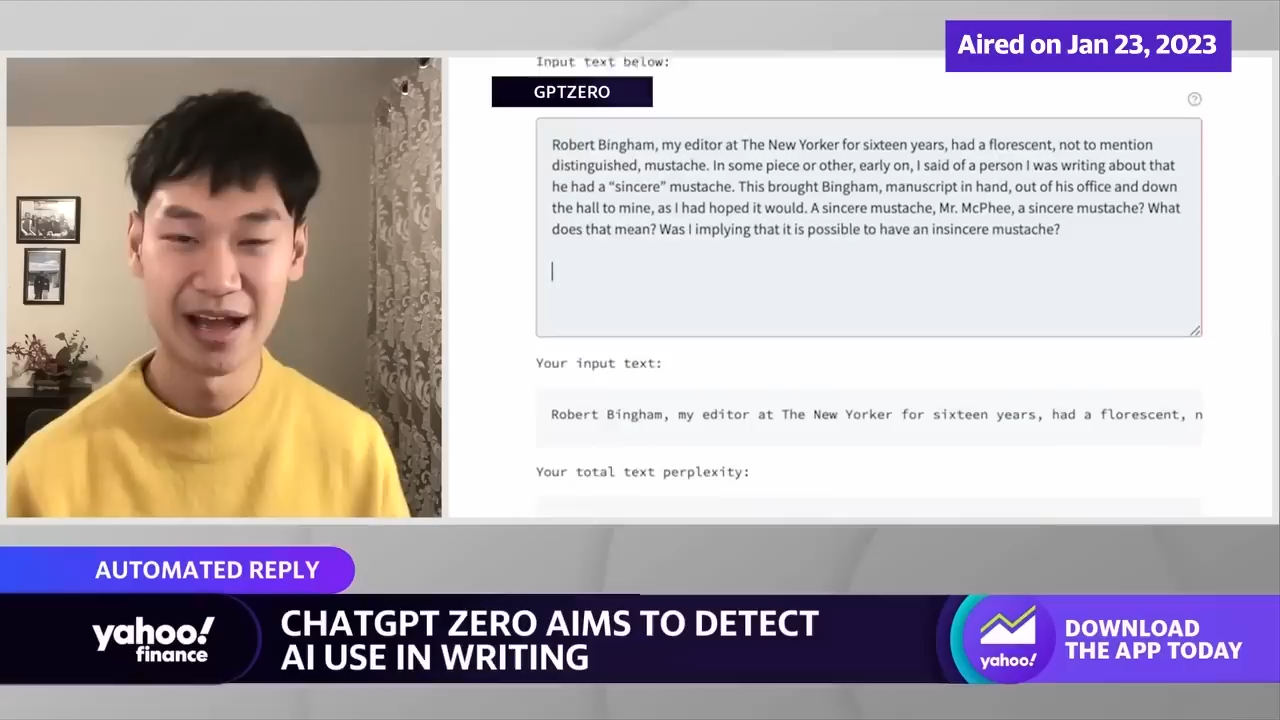 Aired on Jan 23, 2023
Input text below:
GPTZERO
Robert Bingham, my editor at The New Yorker for sixteen years, had a florescent, not to mention
distinguished, mustache. In some piece or other, early on, I said of a person I was writing about that
he had a “sincere” mustache. This brought Bingham, manuscript in hand, out of his office and down
the hall to mine, as I had hoped it would. A sincere mustache, Mr. McPhee, a sincere mustache? What
does that mean? Was I implying that it is possible to have an insincere mustache?
Your input text:
Robert Bingham, my editor at The New Yorker for sixteen years, had a florescent, n
Your total text perplexity:
AUTOMATED REPLY
yahoo!
finance
CHATGPT ZERO AIMS TO DETECT
AI USE IN WRITING
yahoo!
DOWNLOAD
THE APP TODAY